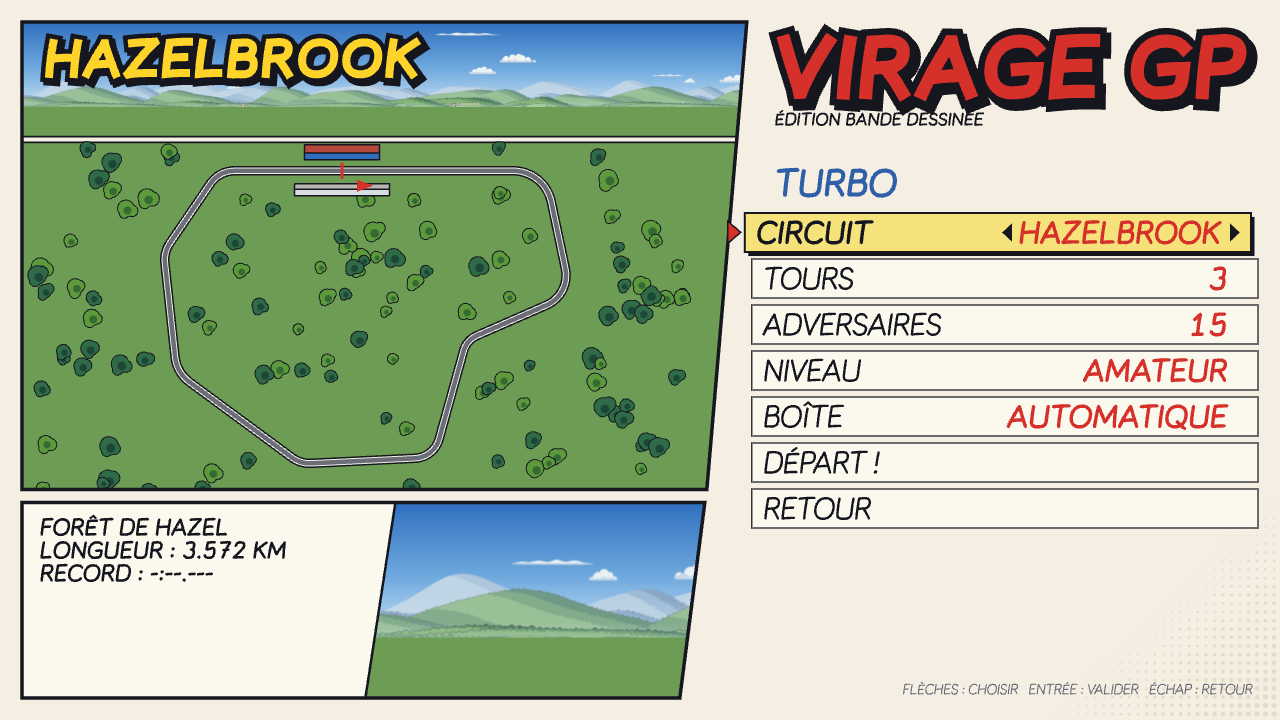 HAZELBROOK
VIRAGE GP
ÉDITION BANDE DESSINÉE
TURBO
CIRCUIT HAZELBROOK
TOURS 3
ADVERSAIRES 15
NIVEAU AMATEUR
BOÎTE AUTOMATIQUE
DÉPART !
RETOUR
FORÊT DE HAZEL
LONGUEUR : 3.572 KM
RECORD : -:--.---
FLÈCHES : CHOISIR ENTRÉE : VALIDER ÉCHAP : RETOUR